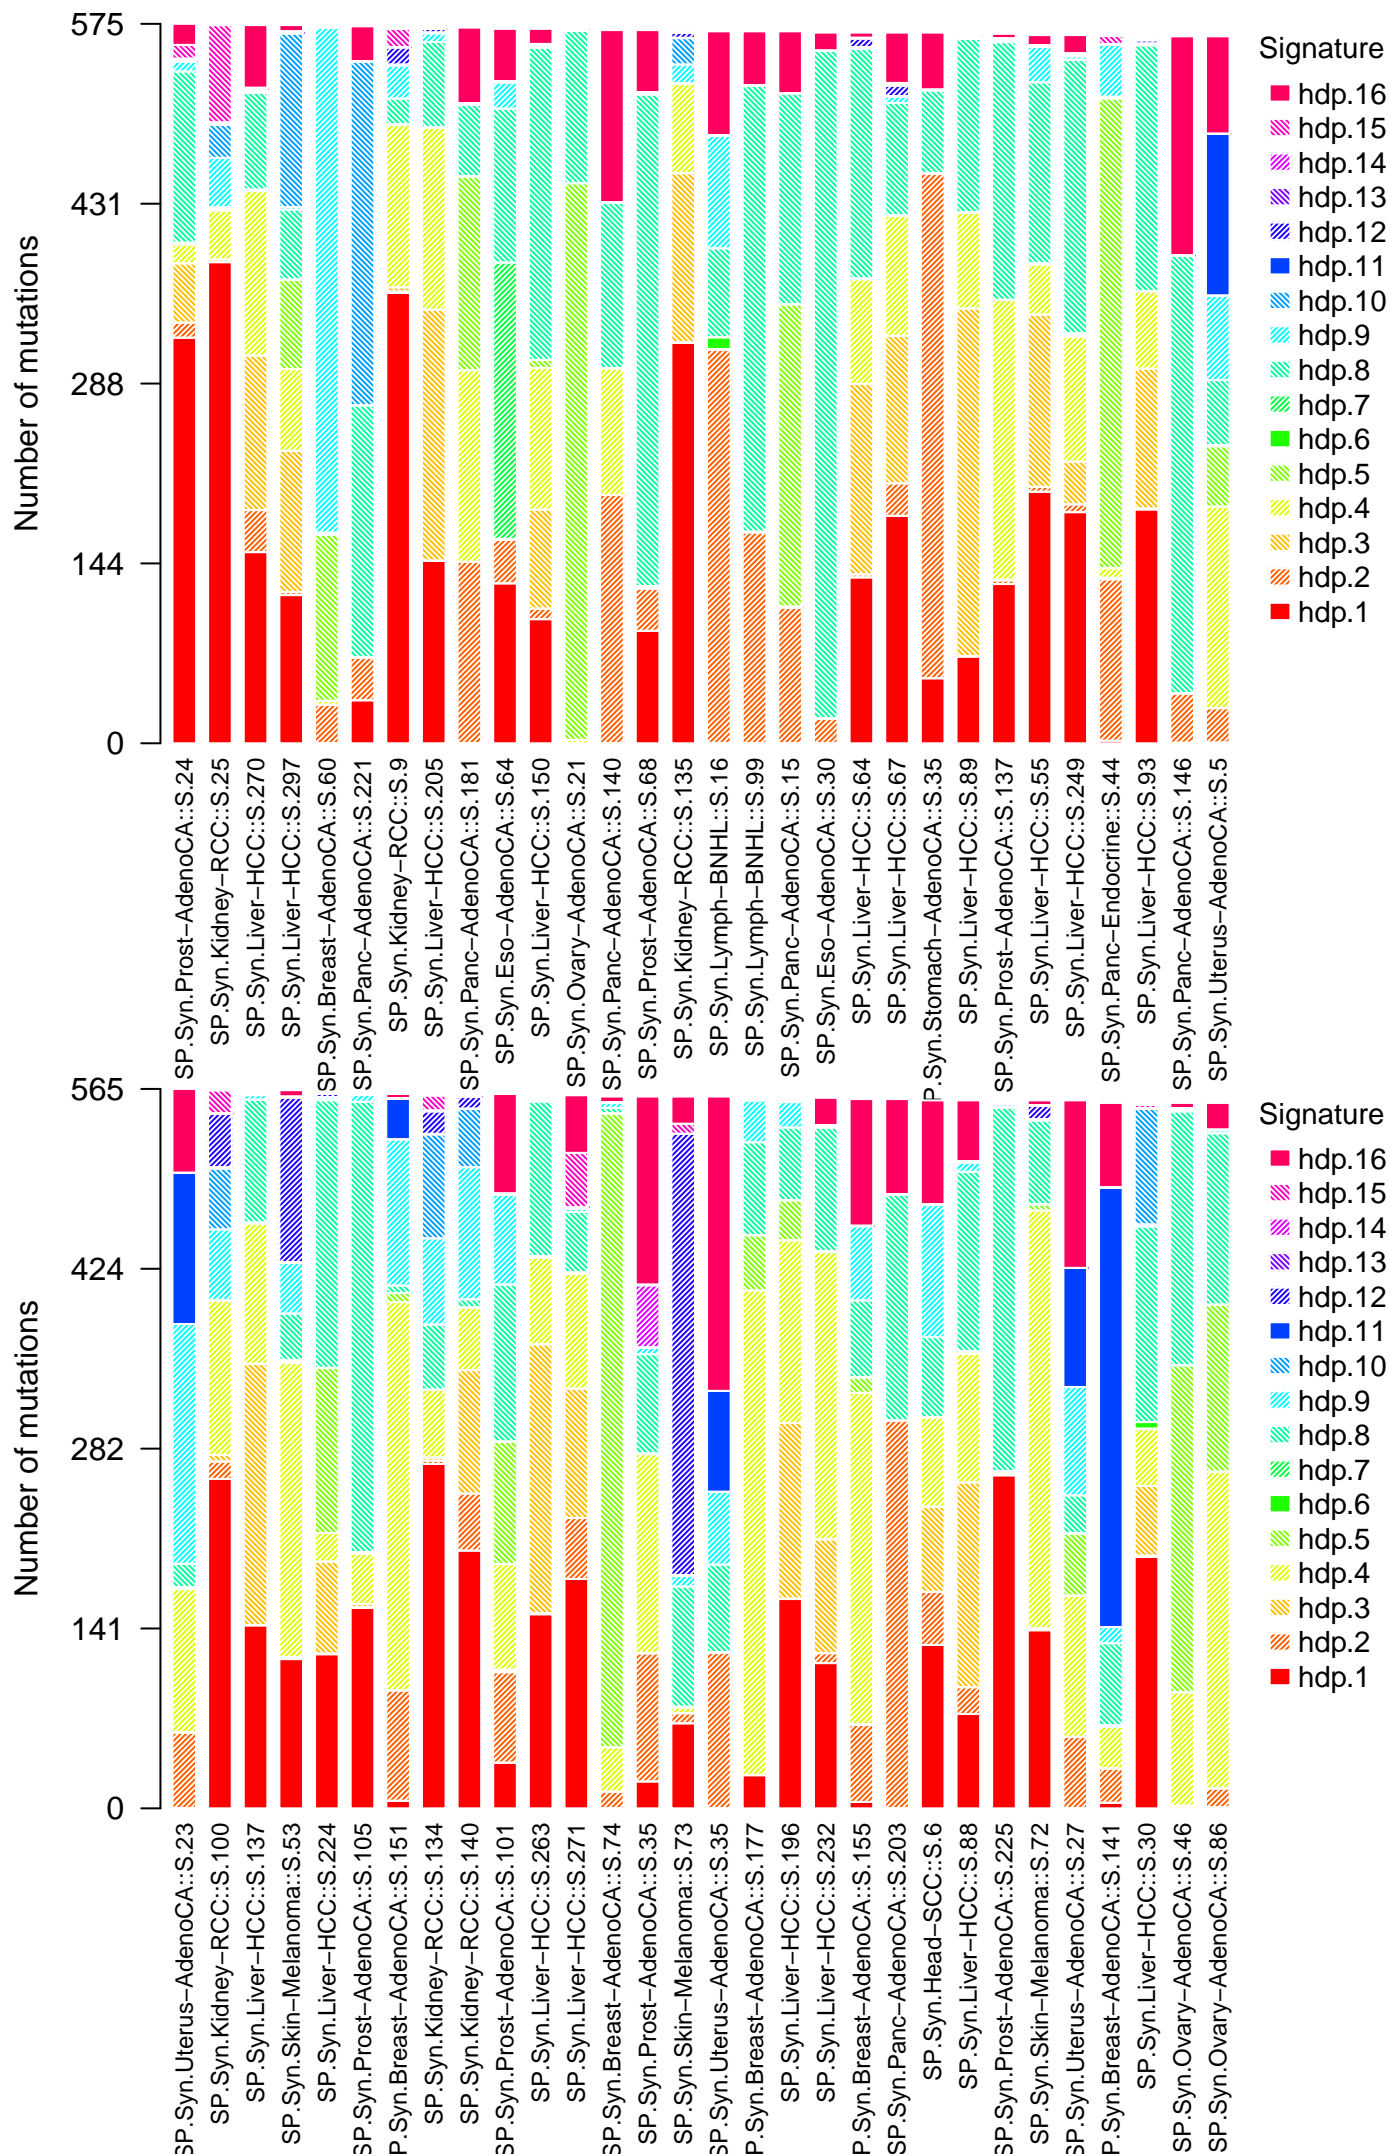 Number of mutations
575
431
288
144
0
Signature
hdp.16
hdp.15
hdp.14
hdp.13
hdp.12
hdp.11
hdp.10
hdp.9
hdp.8
hdp.7
hdp.6
hdp.5
hdp.4
hdp.3
hdp.2
hdp.1
SP.Syn.Prost−AdenoCA::S.24
SP.Syn.Kidney−RCC::S.25
SP.Syn.Liver−HCC::S.270
SP.Syn.Liver−HCC::S.297
SP.Syn.Breast−AdenoCA::S.60
SP.Syn.Panc−AdenoCA::S.221
SP.Syn.Kidney−RCC::S.9
SP.Syn.Liver−HCC::S.205
SP.Syn.Panc−AdenoCA::S.181
SP.Syn.Eso−AdenoCA::S.64
SP.Syn.Liver−HCC::S.150
SP.Syn.Ovary−AdenoCA::S.21
SP.Syn.Panc−AdenoCA::S.140
SP.Syn.Prost−AdenoCA::S.68
SP.Syn.Kidney−RCC::S.135
SP.Syn.Lymph−BNHL::S.16
SP.Syn.Lymph−BNHL::S.99
SP.Syn.Panc−AdenoCA::S.15
SP.Syn.Eso−AdenoCA::S.30
SP.Syn.Liver−HCC::S.64
SP.Syn.Liver−HCC::S.67
P.Syn.Stomach−AdenoCA::S.35
SP.Syn.Liver−HCC::S.89
SP.Syn.Prost−AdenoCA::S.137
SP.Syn.Liver−HCC::S.55
SP.Syn.Liver−HCC::S.249
SP.Syn.Panc−Endocrine::S.44
SP.Syn.Liver−HCC::S.93
SP.Syn.Panc−AdenoCA::S.146
SP.Syn.Uterus−AdenoCA::S.5
Number of mutations
565
424
282
141
0
Signature
hdp.16
hdp.15
hdp.14
hdp.13
hdp.12
hdp.11
hdp.10
hdp.9
hdp.8
hdp.7
hdp.6
hdp.5
hdp.4
hdp.3
hdp.2
hdp.1
SP.Syn.Uterus−AdenoCA::S.23
SP.Syn.Kidney−RCC::S.100
SP.Syn.Liver−HCC::S.137
SP.Syn.Skin−Melanoma::S.53
SP.Syn.Liver−HCC::S.224
SP.Syn.Prost−AdenoCA::S.105
P.Syn.Breast−AdenoCA::S.151
SP.Syn.Kidney−RCC::S.134
SP.Syn.Kidney−RCC::S.140
SP.Syn.Prost−AdenoCA::S.101
SP.Syn.Liver−HCC::S.263
SP.Syn.Liver−HCC::S.271
SP.Syn.Breast−AdenoCA::S.74
SP.Syn.Prost−AdenoCA::S.35
SP.Syn.Skin−Melanoma::S.73
SP.Syn.Uterus−AdenoCA::S.35
P.Syn.Breast−AdenoCA::S.177
SP.Syn.Liver−HCC::S.196
SP.Syn.Liver−HCC::S.232
P.Syn.Breast−AdenoCA::S.155
SP.Syn.Panc−AdenoCA::S.203
SP.Syn.Head−SCC::S.6
SP.Syn.Liver−HCC::S.88
SP.Syn.Prost−AdenoCA::S.225
SP.Syn.Skin−Melanoma::S.72
SP.Syn.Uterus−AdenoCA::S.27
P.Syn.Breast−AdenoCA::S.141
SP.Syn.Liver−HCC::S.30
SP.Syn.Ovary−AdenoCA::S.46
SP.Syn.Ovary−AdenoCA::S.86